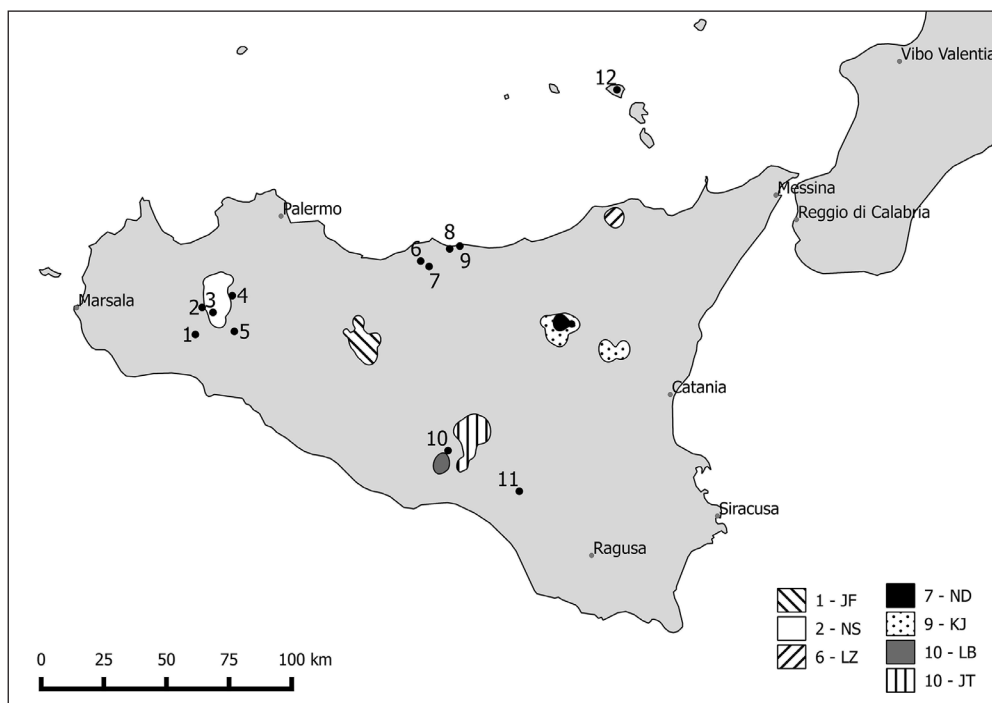 12
Vibo Valentia
Messina
Palermo
Reggio di Calabria
8
6
9
7
Marsala
2
3
4
1
5
Catania
10
11
Siracusa
Ragusa
1 - JF
2 - NS
6 - LZ
7 - ND
9 - KJ
10 - LB
10 - JT
0 25 50 75 100 km